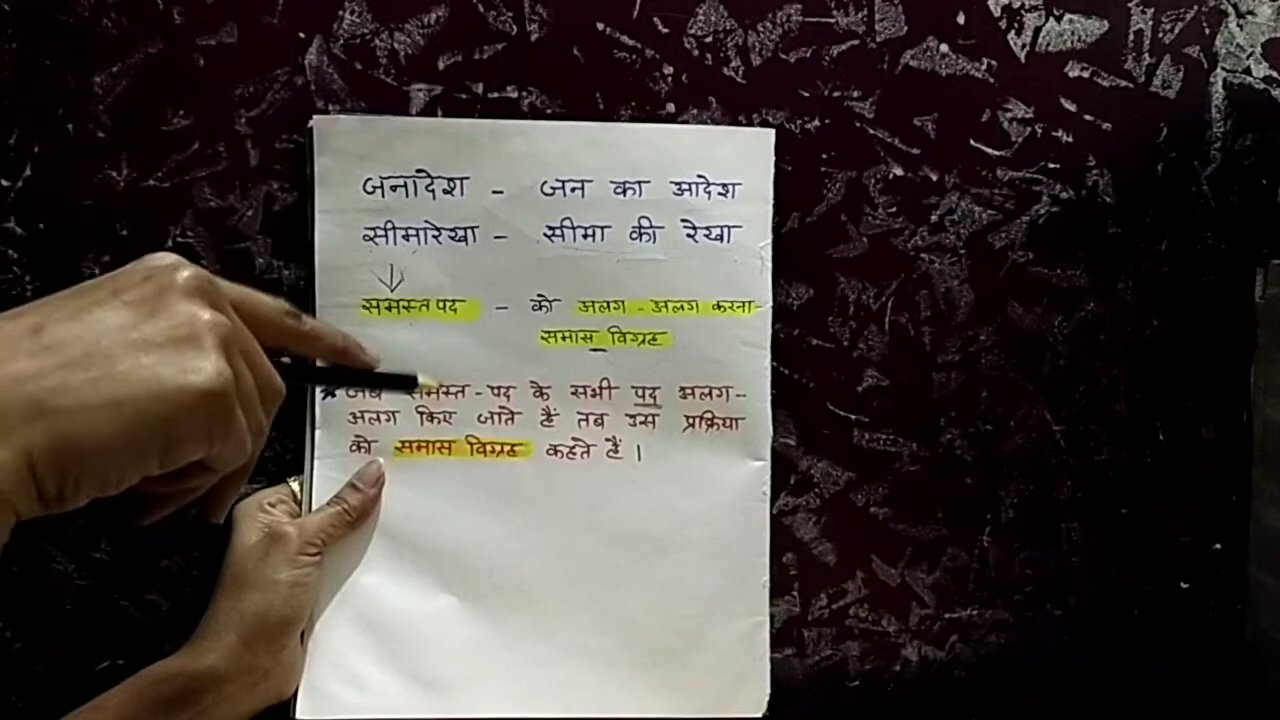 जनादेश - जन का आदेश
सीमारेखा - सीमा की रेखा
समस्तपद - को अलग-अलग करना-
समास विग्रह
* जब समस्त-पद के सभी पद अलग-
अलग किए जाते हैं तब उस प्रक्रिया
को समास विग्रह कहते हैं।